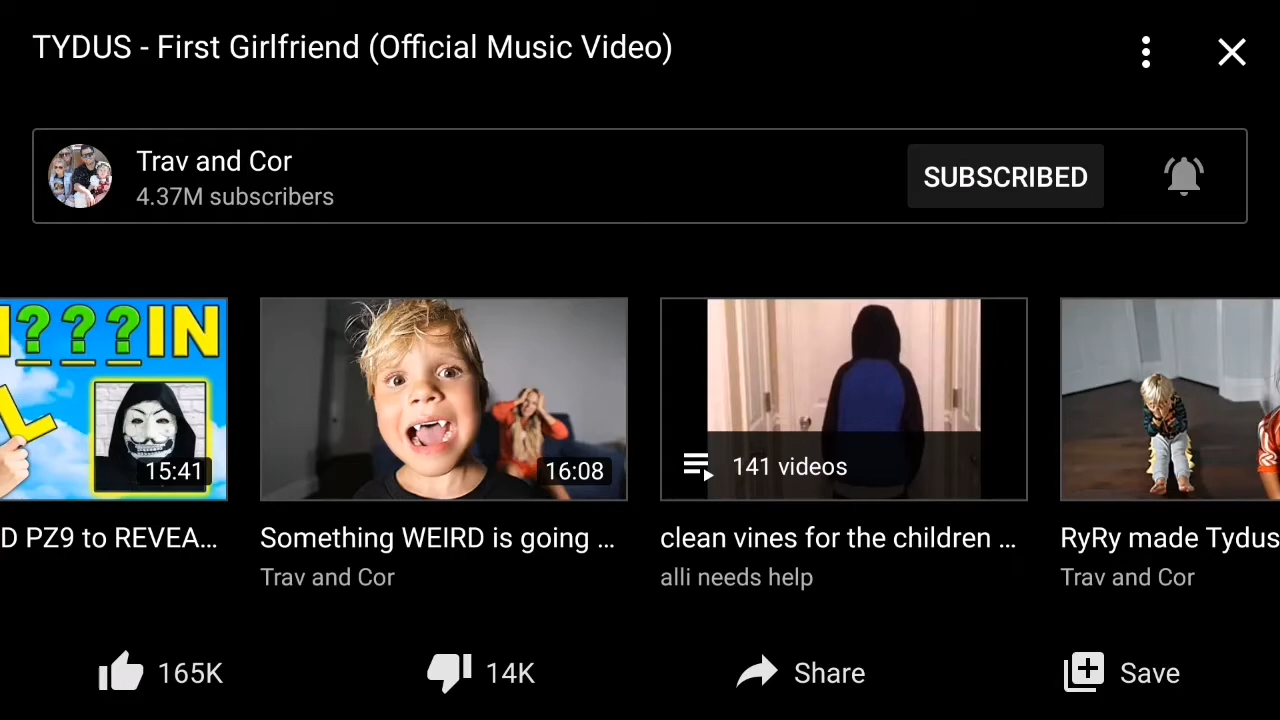 TYDUS - First Girlfriend (Official Music Video)
Trav and Cor
4.37M subscribers
SUBSCRIBED
???IN
15:41
16:08
141 videos
D PZ9 to REVEA...
Something WEIRD is going ...
clean vines for the children ...
RyRy made Tydus
Trav and Cor
alli needs help
Trav and Cor
165K
14K
Share
Save